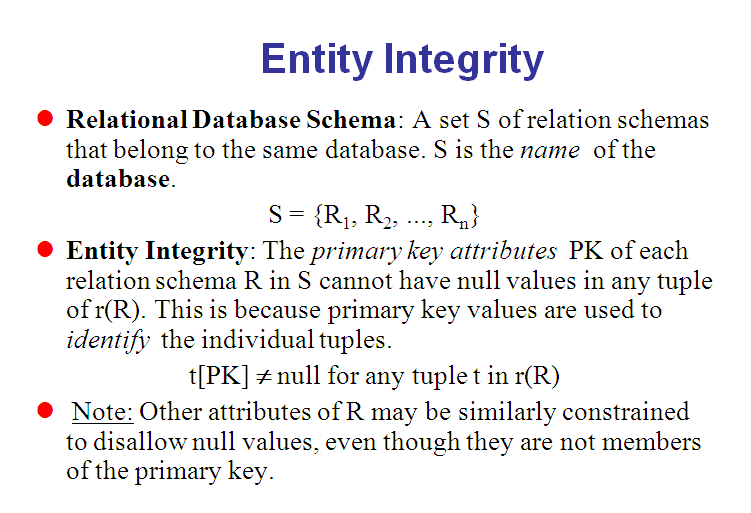 Entity Integrity
Relational Database Schema: A set S of relation schemas
that belong to the same database. S is the name of the
database.
S = {R1, R2, ..., Rn}
Entity Integrity: The primary key attributes PK of each
relation schema R in S cannot have null values in any tuple
of r(R). This is because primary key values are used to
identify the individual tuples.
t[PK] ≠ null for any tuple t in r(R)
Note: Other attributes of R may be similarly constrained
to disallow null values, even though they are not members
of the primary key.